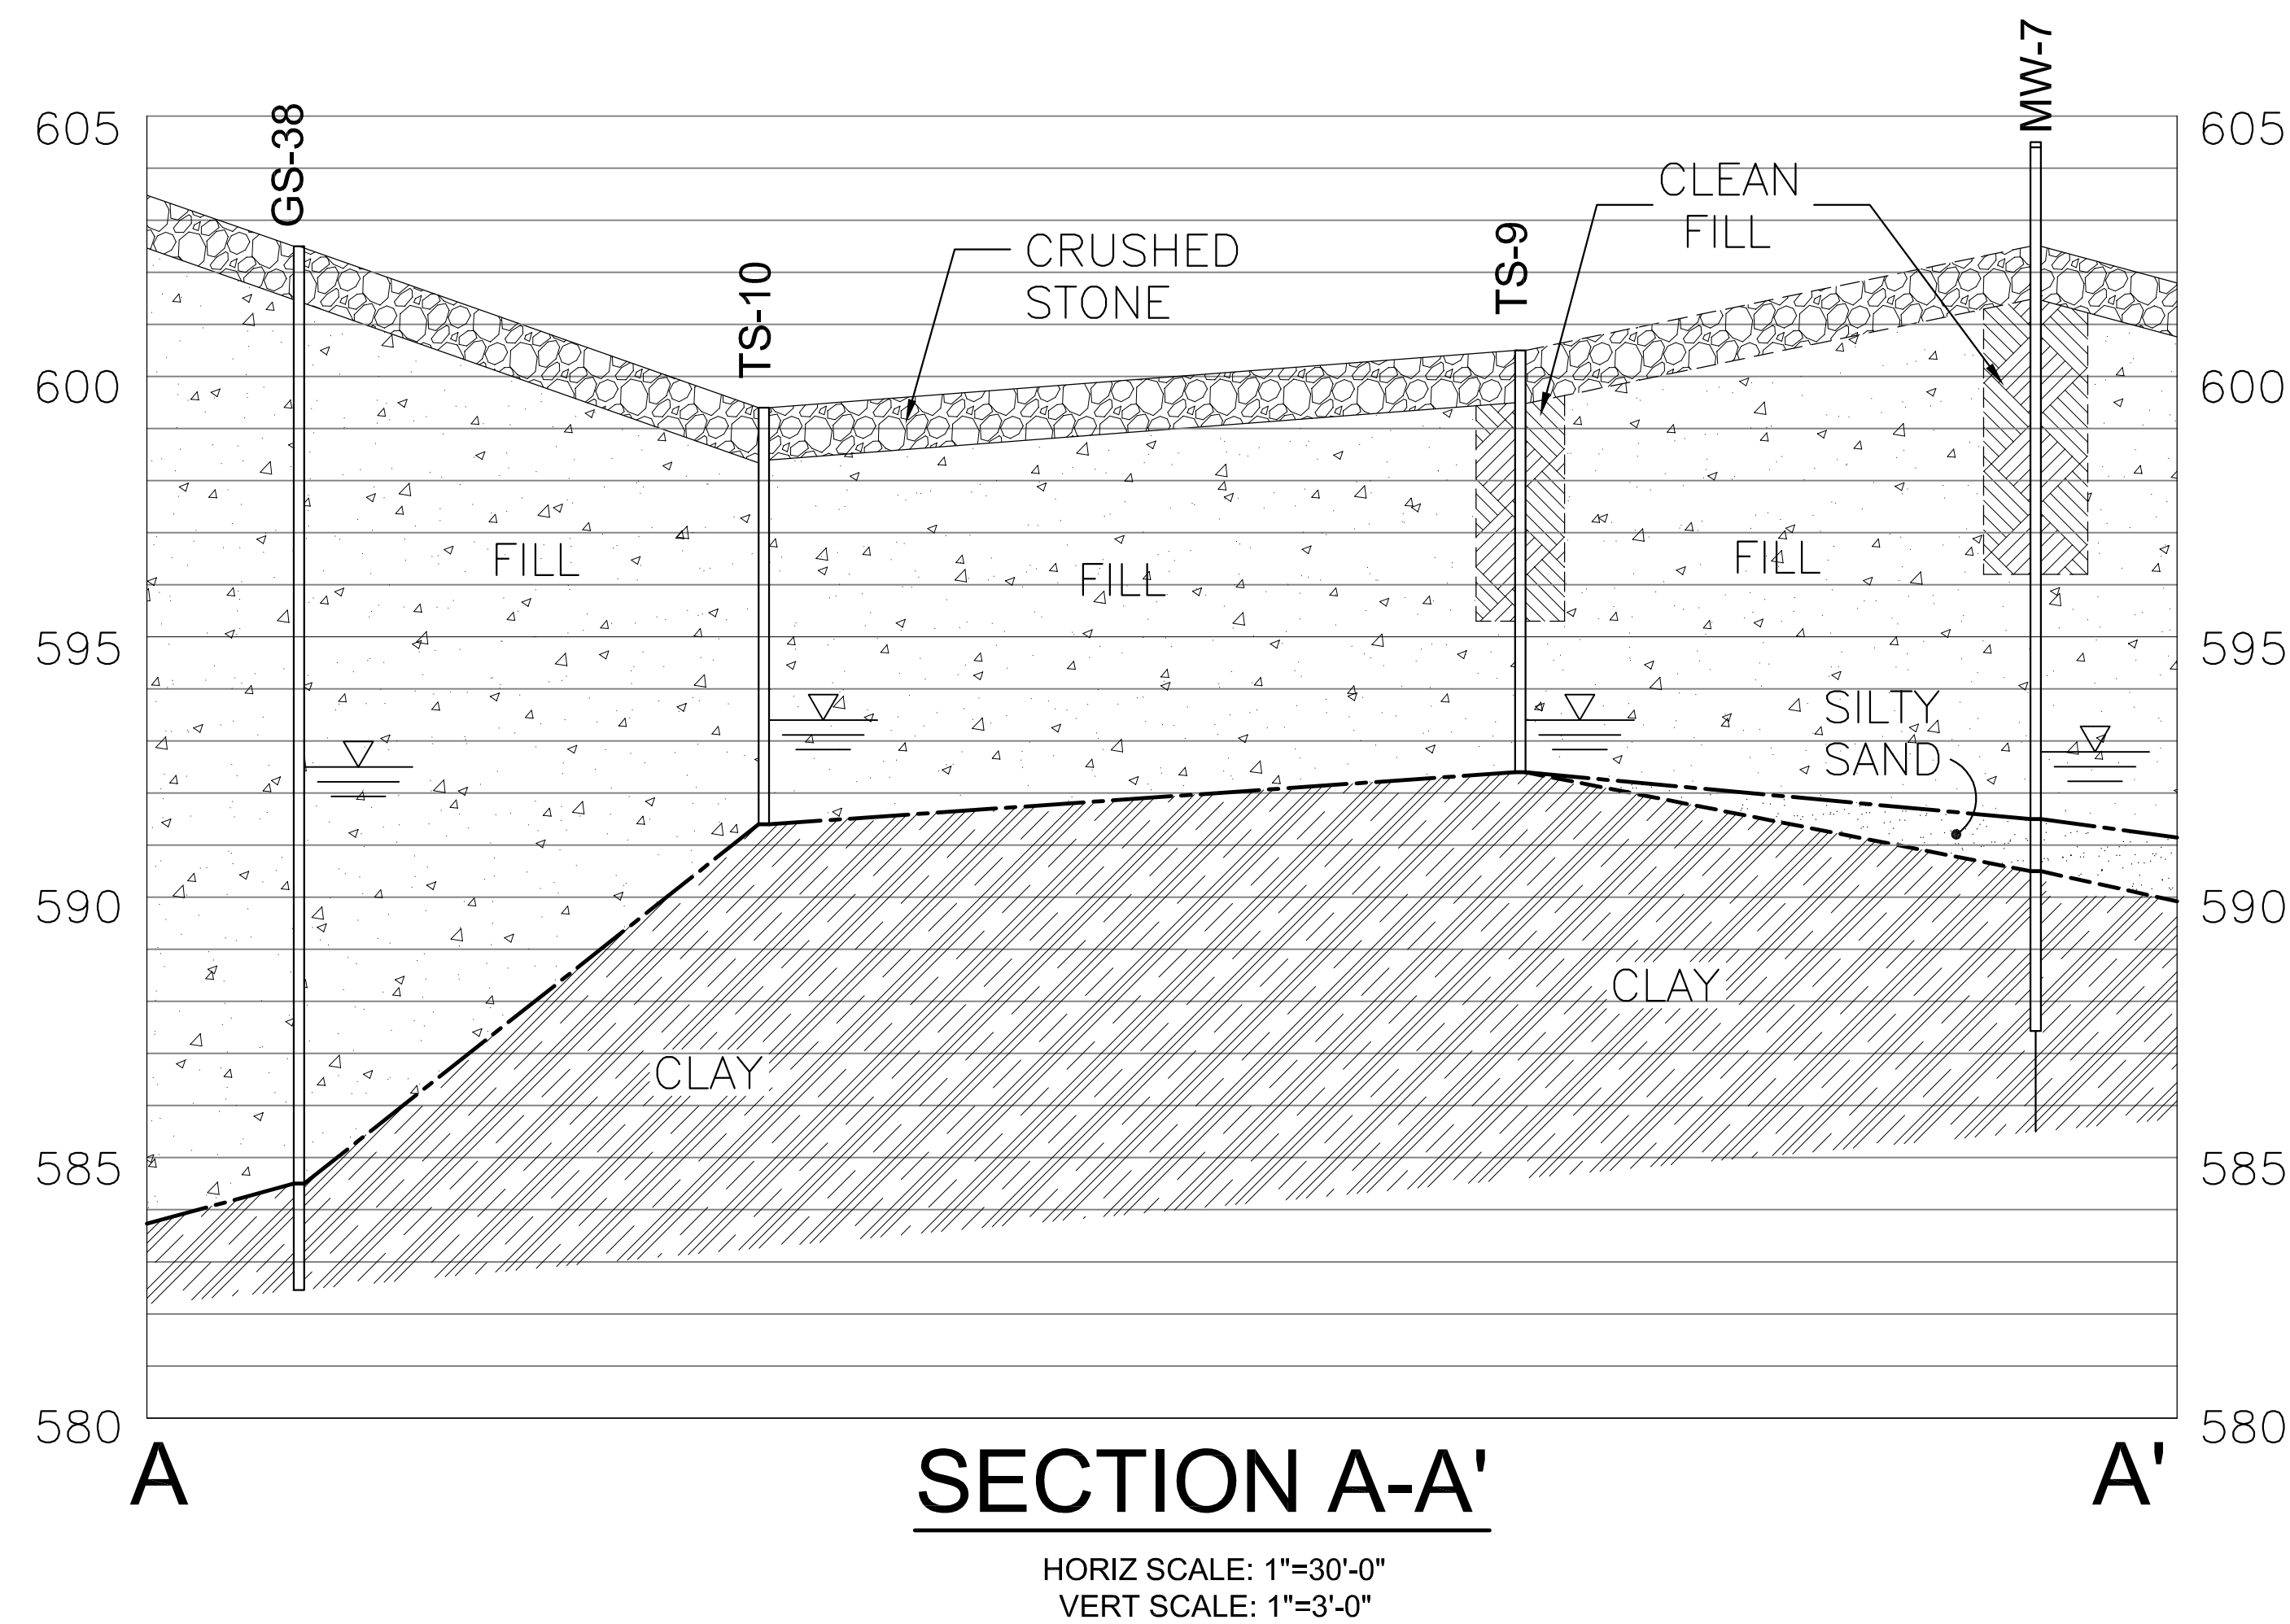 MW-7
GS-38
605
605
CLEAN
FILL
TS-9
CRUSHED
STONE
TS-10
600
600
FILL
FILL
FILL
595
595
SILTY
SAND
590
590
CLAY
CLAY
585
585
580
580
A
A'
SECTION A-A'
HORIZ SCALE: 1"=30'-0"
VERT SCALE: 1"=3'-0"